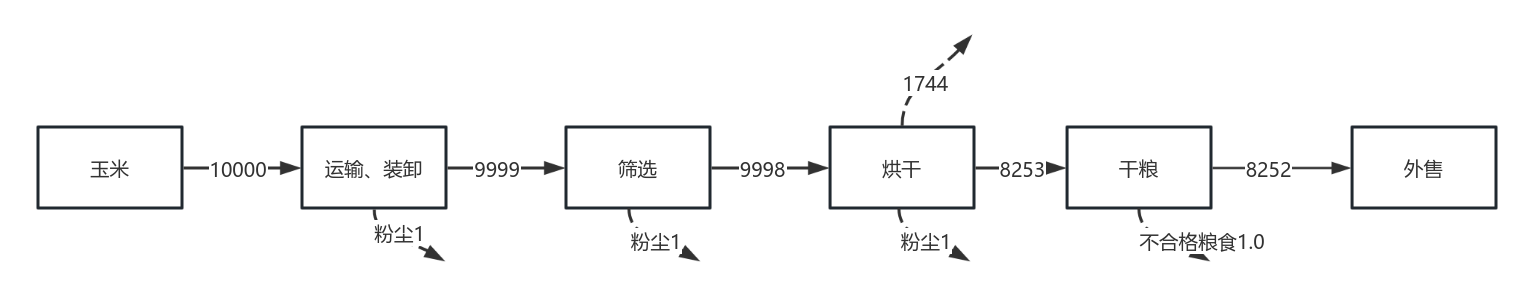 1744
玉米
10000
运输、装卸
9999
筛选
9998
烘干
8253
干粮
8252
外售
粉尘1
粉尘1
粉尘1
不合格粮食1.0